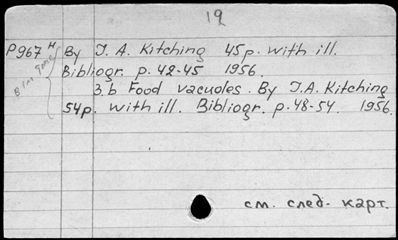 19
P967 H By J. A. Kitching 45p. with ill.
Bibliogr. p. 42-45 1956.
3,b Food vacuoles. By J.A. Kitching
54p. with ill. Bibliogr. p.48-54. 1956.
см. след. карт.